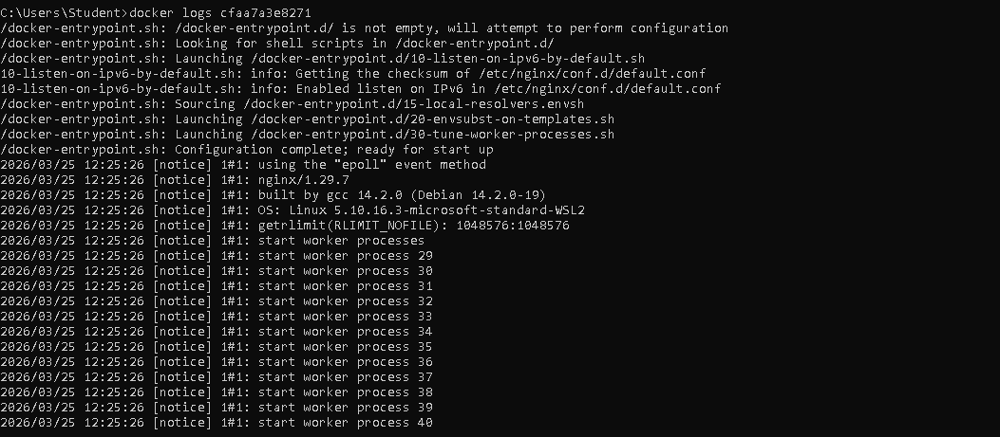 C:\Users\Student>docker logs cfaa7a3e8271
/docker-entrypoint.sh: /docker-entrypoint.d/ is not empty, will attempt to perform configuration
/docker-entrypoint.sh: Looking for shell scripts in /docker-entrypoint.d/
/docker-entrypoint.sh: Launching /docker-entrypoint.d/10-listen-on-ipv6-by-default.sh
10-listen-on-ipv6-by-default.sh: info: Getting the checksum of /etc/nginx/conf.d/default.conf
10-listen-on-ipv6-by-default.sh: info: Enabled listen on IPv6 in /etc/nginx/conf.d/default.conf
/docker-entrypoint.sh: Sourcing /docker-entrypoint.d/15-local-resolvers.envsh
/docker-entrypoint.sh: Launching /docker-entrypoint.d/20-envsubst-on-templates.sh
/docker-entrypoint.sh: Launching /docker-entrypoint.d/30-tune-worker-processes.sh
/docker-entrypoint.sh: Configuration complete; ready for start up
2026/03/25 12:25:26 [notice] 1#1: using the "epoll" event method
2026/03/25 12:25:26 [notice] 1#1: nginx/1.29.7
2026/03/25 12:25:26 [notice] 1#1: built by gcc 14.2.0 (Debian 14.2.0-19)
2026/03/25 12:25:26 [notice] 1#1: OS: Linux 5.10.16.3-microsoft-standard-WSL2
2026/03/25 12:25:26 [notice] 1#1: getrlimit(RLIMIT_NOFILE): 1048576:1048576
2026/03/25 12:25:26 [notice] 1#1: start worker processes
2026/03/25 12:25:26 [notice] 1#1: start worker process 29
2026/03/25 12:25:26 [notice] 1#1: start worker process 30
2026/03/25 12:25:26 [notice] 1#1: start worker process 31
2026/03/25 12:25:26 [notice] 1#1: start worker process 32
2026/03/25 12:25:26 [notice] 1#1: start worker process 33
2026/03/25 12:25:26 [notice] 1#1: start worker process 34
2026/03/25 12:25:26 [notice] 1#1: start worker process 35
2026/03/25 12:25:26 [notice] 1#1: start worker process 36
2026/03/25 12:25:26 [notice] 1#1: start worker process 37
2026/03/25 12:25:26 [notice] 1#1: start worker process 38
2026/03/25 12:25:26 [notice] 1#1: start worker process 39
2026/03/25 12:25:26 [notice] 1#1: start worker process 40